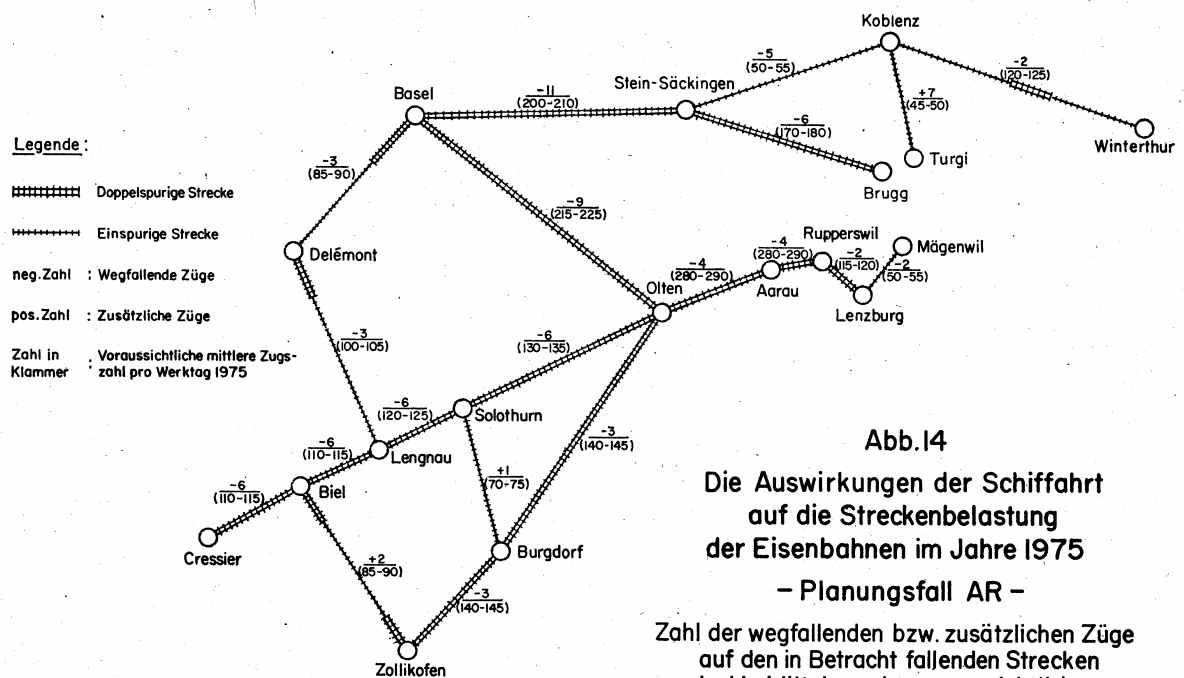 Koblenz
-5
(50-55)
-2
(120-125)
Stein-Säckingen
-11
(200-210)
Basel
+7
(45-50)
-6
(170-180)
Winterthur
Turgi
Brugg
Legende:
Doppelspurige Strecke
Einspurige Strecke
neg.Zahl : Wegfallende Züge
pos.Zahl : Zusätzliche Züge
Zahl in Klammer : Voraussichtliche mittlere Zugs-
zahl pro Werktag 1975
-3
(85-90)
-9
(215-225)
Delémont
Rupperswil
Mägenwil
-4
(280-290)
-2
(115-120)
-2
(50-55)
-4
(280-290)
Olten
Aarau
Lenzburg
-3
(100-105)
-6
(130-135)
-6
(120-125)
Solothurn
-3
(140-145)
-6
(110-115)
Lengnau
+1
(70-75)
-6
(110-115)
Biel
Cressier
Burgdorf
+2
(85-90)
-3
(140-145)
Zollikofen
Abb.14
Die Auswirkungen der Schiffahrt
auf die Streckenbelastung
der Eisenbahnen im Jahre 1975
- Planungsfall AR -
Zahl der wegfallenden bzw. zusätzlichen Züge
auf den in Betracht fallenden Strecken